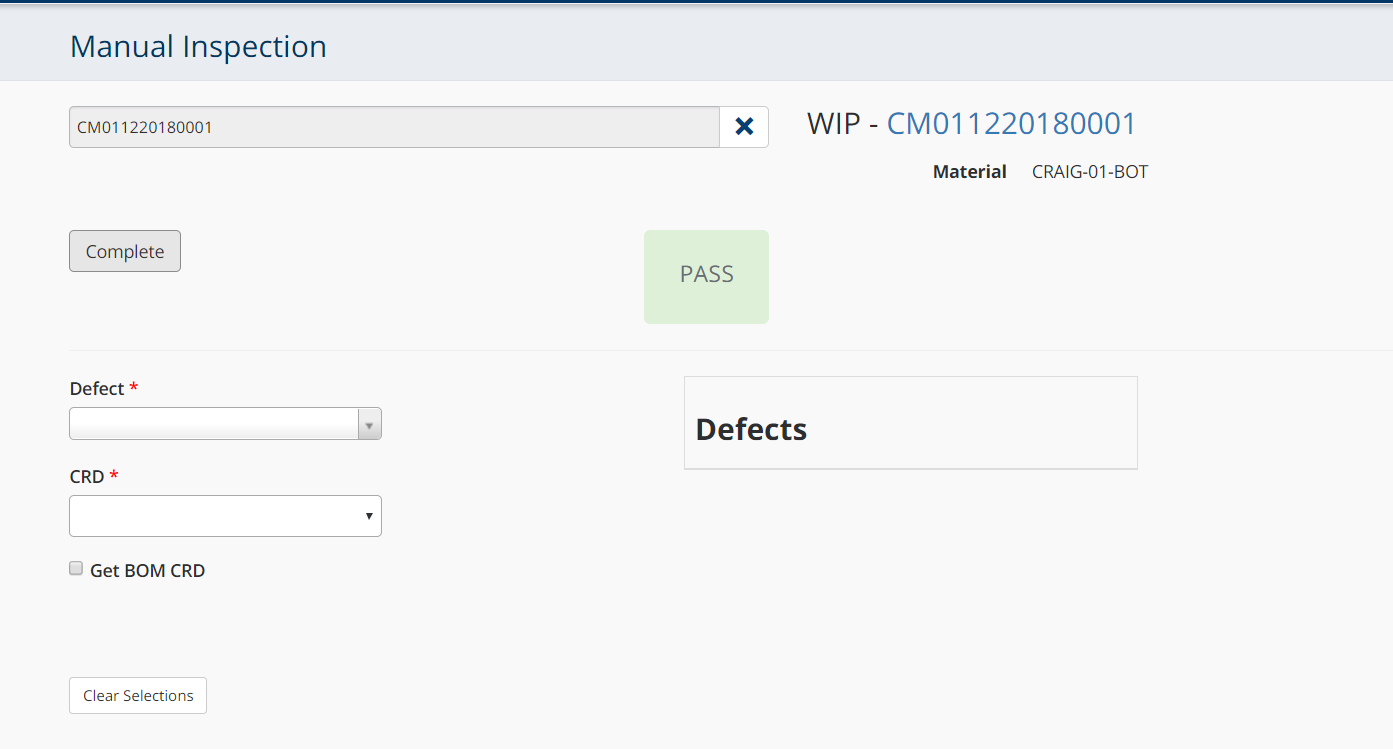 Manual Inspection
CM011220180001
WIP - CM011220180001
Material CRAIG-01-BOT
Complete
PASS
Defect *
Defects
CRD *
Get BOM CRD
Clear Selections